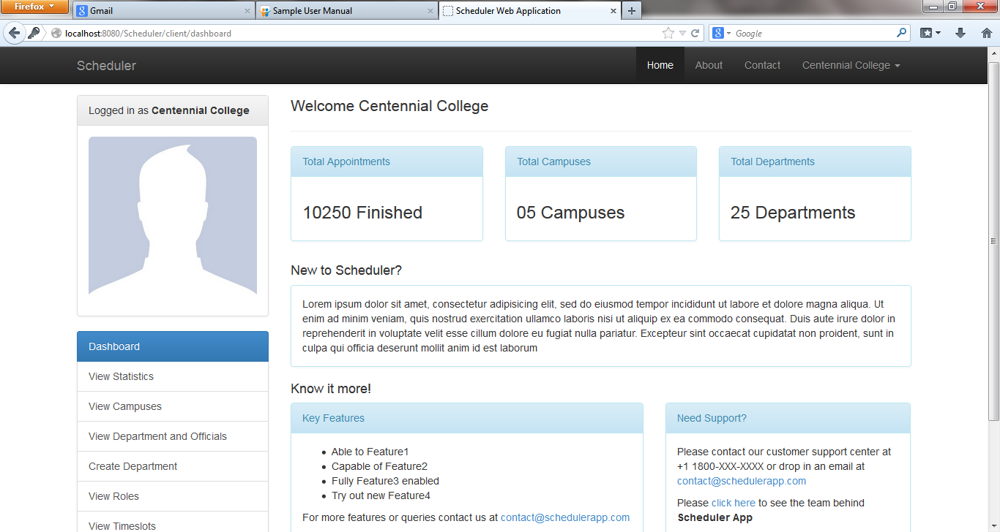 Firefox
Gmail
Sample User Manual
Scheduler Web Application
localhost:8080/Scheduler/client/dashboard
Google
Scheduler
Home
About
Contact
Centennial College
Logged in as Centennial College
Welcome Centennial College
Total Appointments
10250 Finished
Total Campuses
05 Campuses
Total Departments
25 Departments
New to Scheduler?
Lorem ipsum dolor sit amet, consectetur adipisicing elit, sed do eiusmod tempor incididunt ut labore et dolore magna aliqua. Ut
enim ad minim veniam, quis nostrud exercitation ullamco laboris nisi ut aliquip ex ea commodo consequat. Duis aute irure dolor in
reprehenderit in voluptate velit esse cillum dolore eu fugiat nulla pariatur. Excepteur sint occaecat cupidatat non proident, sunt in
culpa qui officia deserunt mollit anim id est laborum
Dashboard
View Statistics
View Campuses
View Department and Officials
Create Department
View Roles
View Timeslots
Know it more!
Key Features
Able to Feature1
Capable of Feature2
Fully Feature3 enabled
Try out new Feature4
For more features or queries contact us at contact@schedulerapp.com
Need Support?
Please contact our customer support center at
+1 1800-XXX-XXXX or drop in an email at
contact@schedulerapp.com
Please click here to see the team behind
Scheduler App